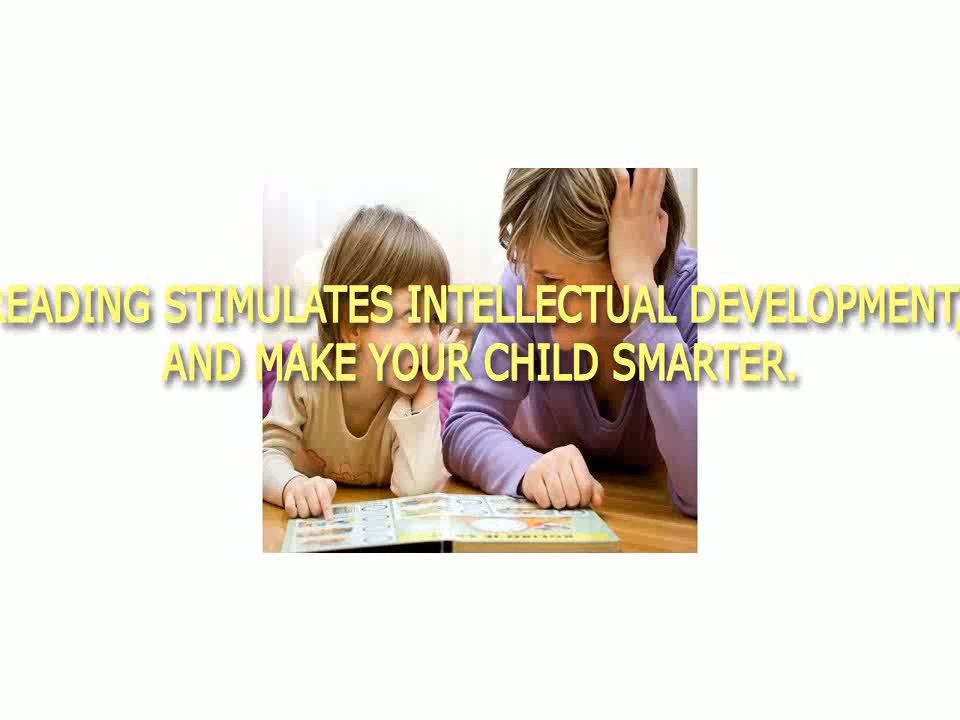 READING STIMULATES INTELLECTUAL DEVELOPMENT,
AND MAKE YOUR CHILD SMARTER.